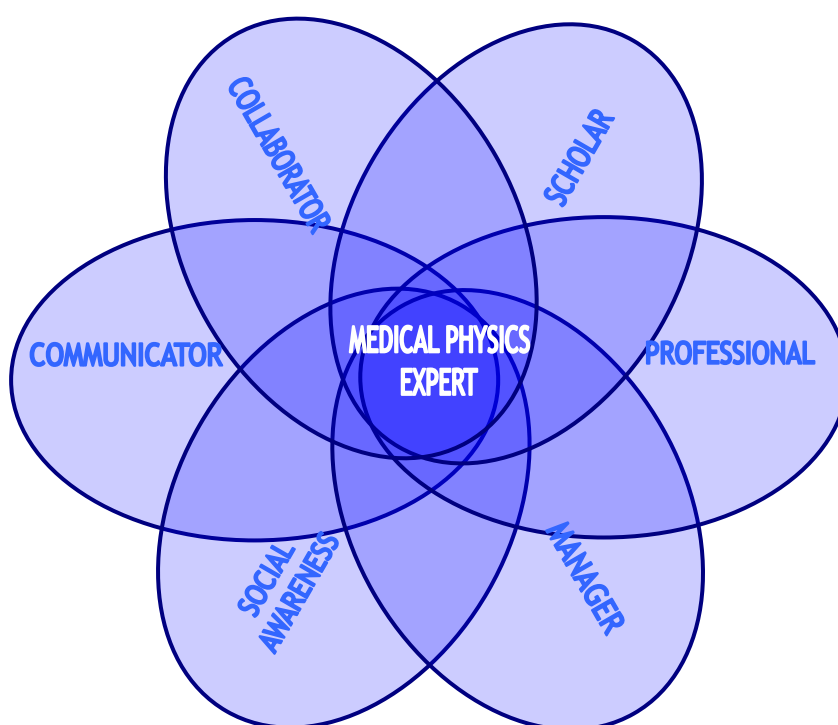 COLLABORATOR
SCHOLAR
COMMUNICATOR
MEDICAL PHYSICS
EXPERT
PROFESSIONAL
SOCIAL
AWARENESS
MANAGER